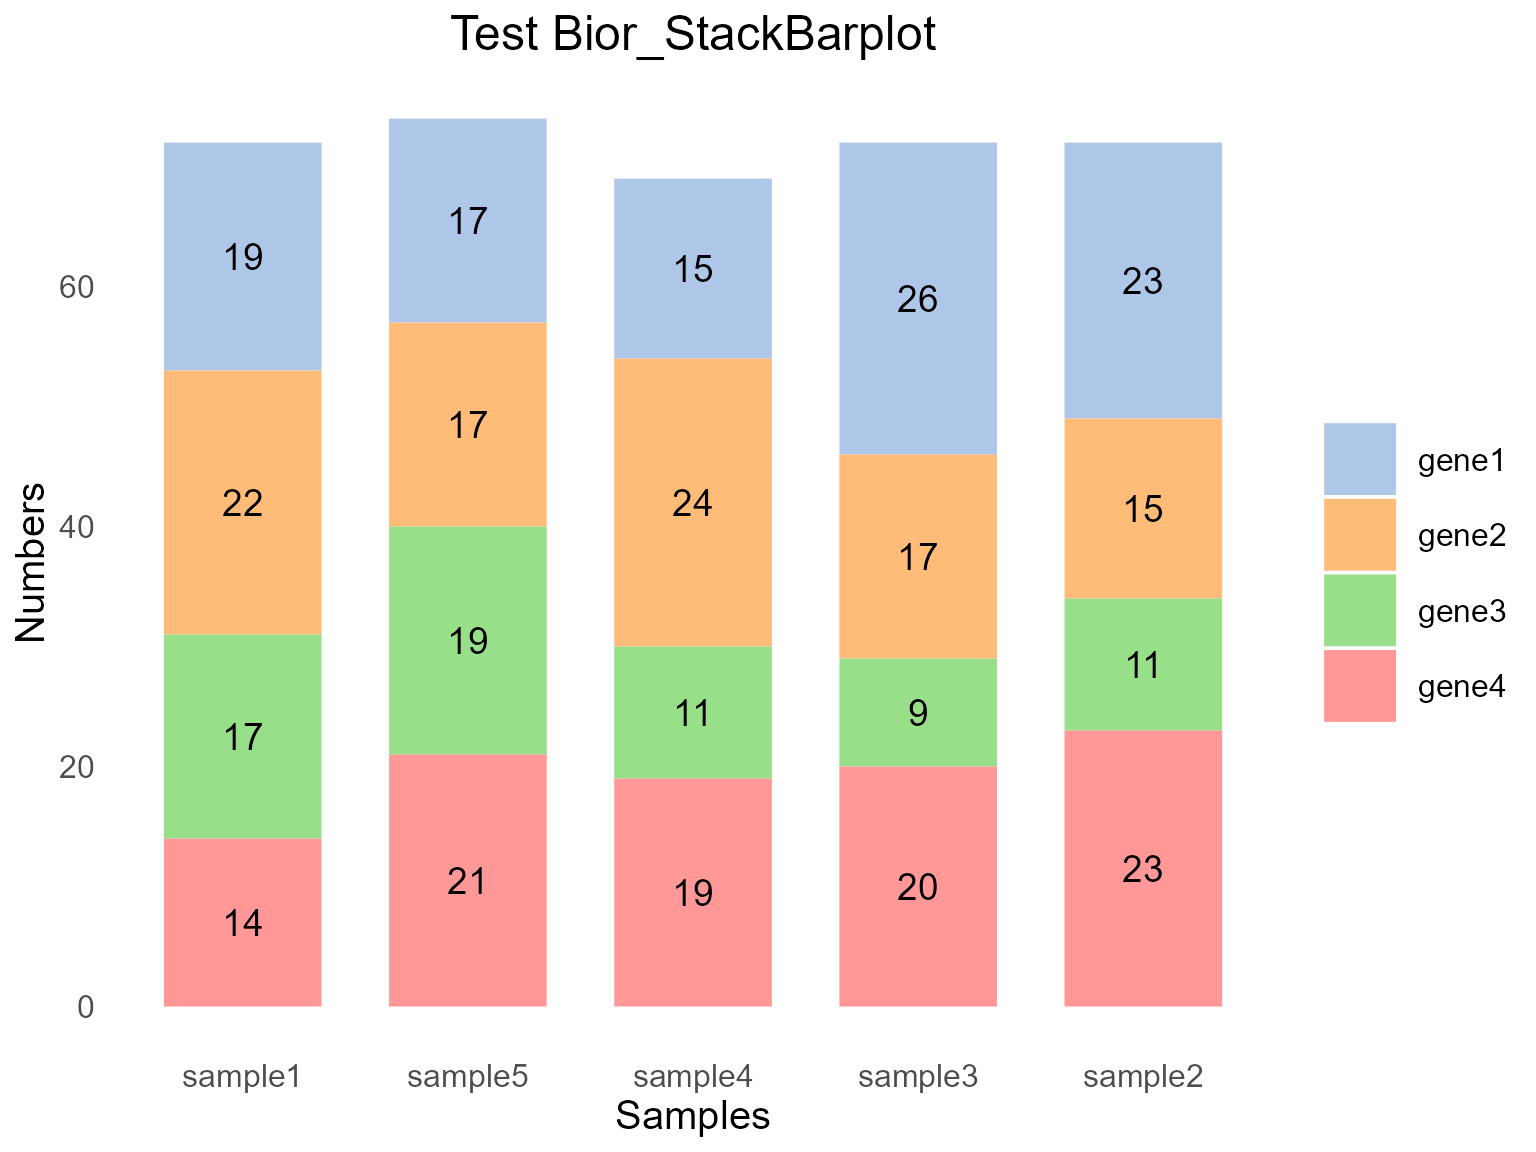 Test Bior_StackBarplot
19 17 15 26 23
60
22 17 24 17 15
40
17 19 11 9 11
20
14 21 19 20 23
0
Numbers
sample1 sample5 sample4 sample3 sample2
Samples
gene1
gene2
gene3
gene4